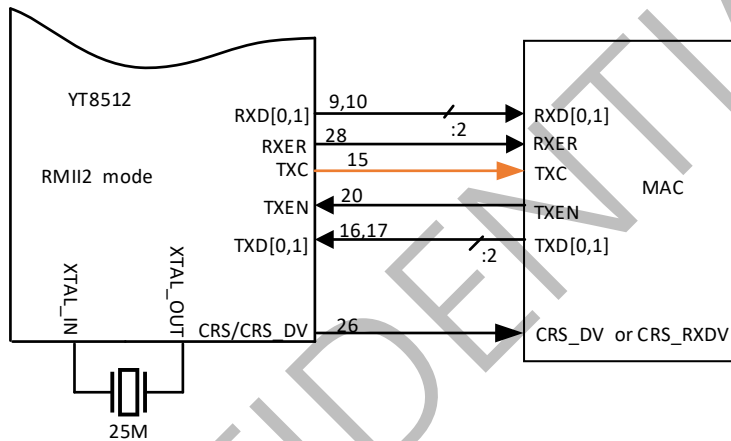 YT8512
RMII2 mode
RXD[0,1]
RXER
TXC
TXEN
TXD[0,1]
CRS/CRS_DV
XTAL_IN
XTAL_OUT
25M
9,10
:2
28
15
20
16,17
:2
26
RXD[0,1]
RXER
TXC
TXEN
TXD[0,1]
CRS_DV or CRS_RXDV
MAC
IDENTI